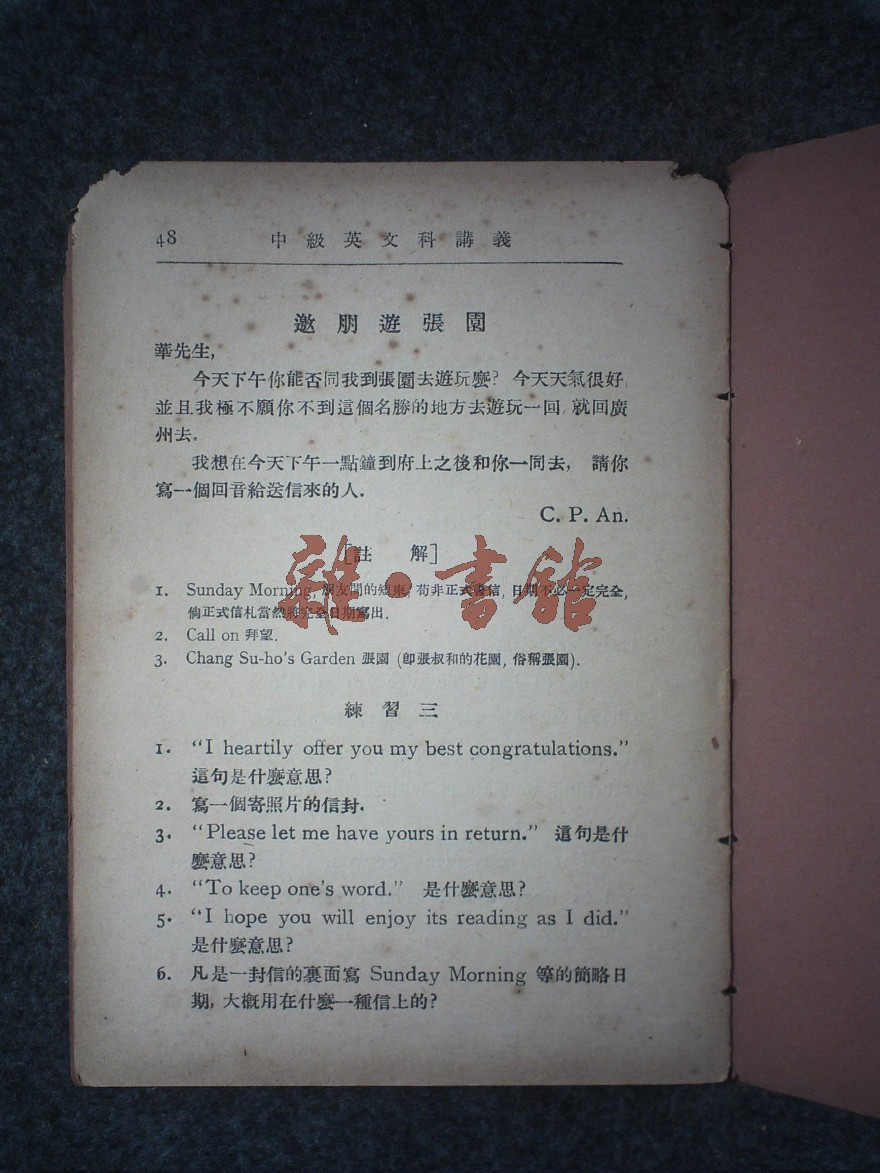 48 中級英文科講義
邀朋遊張園
華先生,
今天下午你能否同我到張園去遊玩麼? 今天天氣很好,
並且我極不願你不到這個名勝的地方去遊玩一回, 就回廣
州去.
我想在今天下午一點鐘到府上之後和你一同去, 請你
寫一個回音給送信來的人.
C. P. An.
[註 解]
1. Sunday Morning, 朋友間的短柬, 苟非正式書信, 日期不必一定完全,
倘正式信札當然將完全日期寫出.
2. Call on 拜望.
3. Chang Su-ho's Garden 張園 (卽張叔和的花園, 俗稱張園).
雜·書館
練習三
1. “I heartily offer you my best congratulations.”
這句是什麼意思?
2. 寫一個寄照片的信封.
3. “Please let me have yours in return.” 這句是什
麼意思?
4. “To keep one's word.” 是什麼意思?
5. “I hope you will enjoy its reading as I did.”
是什麼意思?
6. 凡是一封信的裏面寫 Sunday Morning 等的簡略日
期, 大概用在什麼一種信上的?